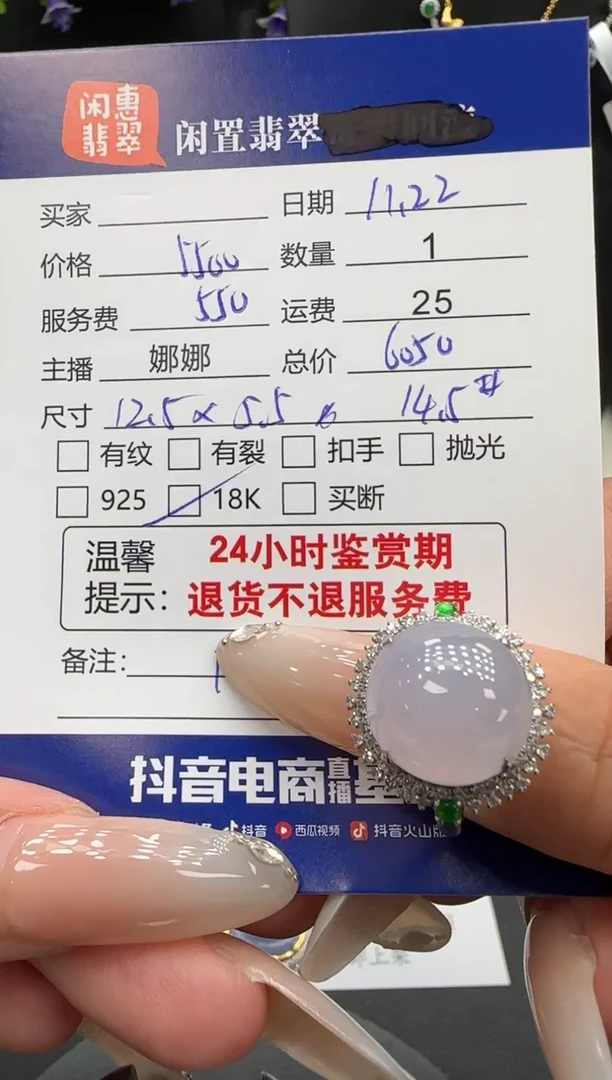 闲惠
翡翠
闲置翡翠
买家 日期 11.22
价格 5500 数量 1
服务费 550 运费 25
主播 娜娜 总价 6050
尺寸 12.5 × 5.5 14.5#
有纹 有裂 扣手 抛光
925 18K 买断
温馨 24小时鉴赏期
提示：退货不退服务费
备注：
抖音电商直播基
抖音 西瓜视频 抖音火山版